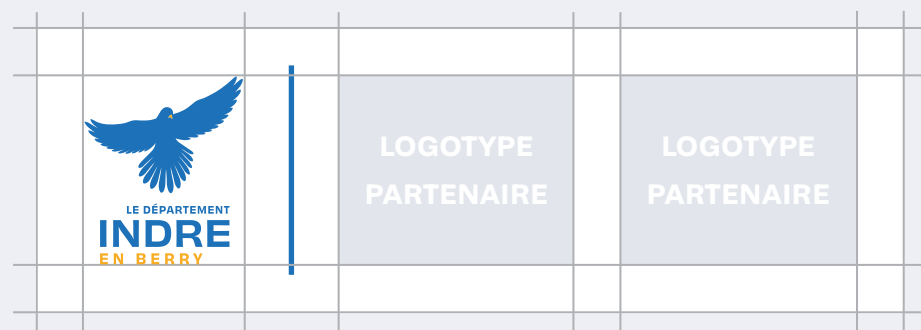 LE DÉPARTEMENT
INDRE
EN BERRY
LOGOTYPE
PARTENAIRE
LOGOTYPE
PARTENAIRE